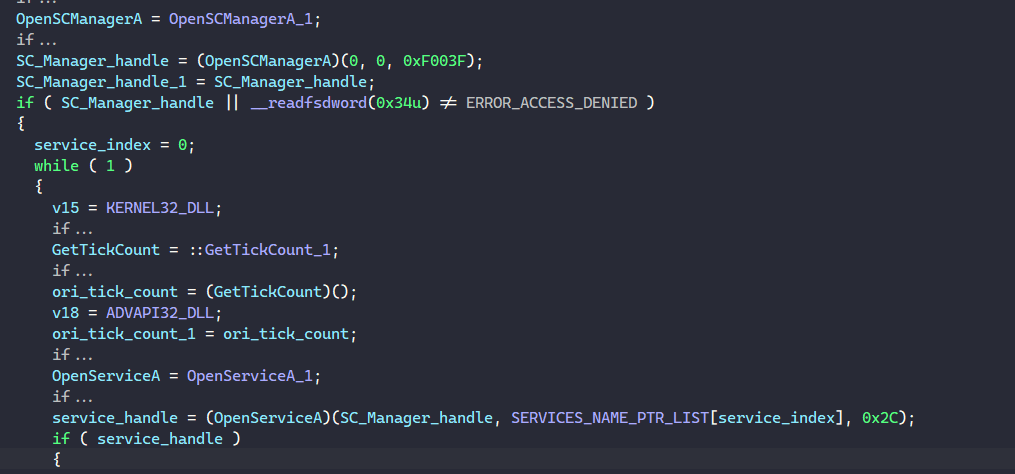 if...
OpenSCManagerA = OpenSCManagerA_1;
if...
SC_Manager_handle = (OpenSCManagerA)(0, 0, 0xF003F);
SC_Manager_handle_1 = SC_Manager_handle;
if ( SC_Manager_handle || __readfsdword(0x34u) ≠ ERROR_ACCESS_DENIED )
{
service_index = 0;
while ( 1 )
{
v15 = KERNEL32_DLL;
if...
GetTickCount = ::GetTickCount_1;
if...
ori_tick_count = (GetTickCount)();
v18 = ADVAPI32_DLL;
ori_tick_count_1 = ori_tick_count;
if...
OpenServiceA = OpenServiceA_1;
if...
service_handle = (OpenServiceA)(SC_Manager_handle, SERVICES_NAME_PTR_LIST[service_index], 0x2C);
if ( service_handle )
{